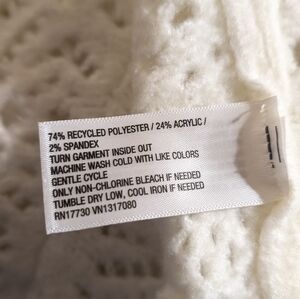 74% RECYCLED POLYESTER / 24% ACRYLIC /
2% SPANDEX
TURN GARMENT INSIDE OUT
MACHINE WASH COLD WITH LIKE COLORS
GENTLE CYCLE
ONLY NON-CHLORINE BLEACH IF NEEDED
TUMBLE DRY LOW, COOL IRON IF NEEDED
RN17730 VN1317080